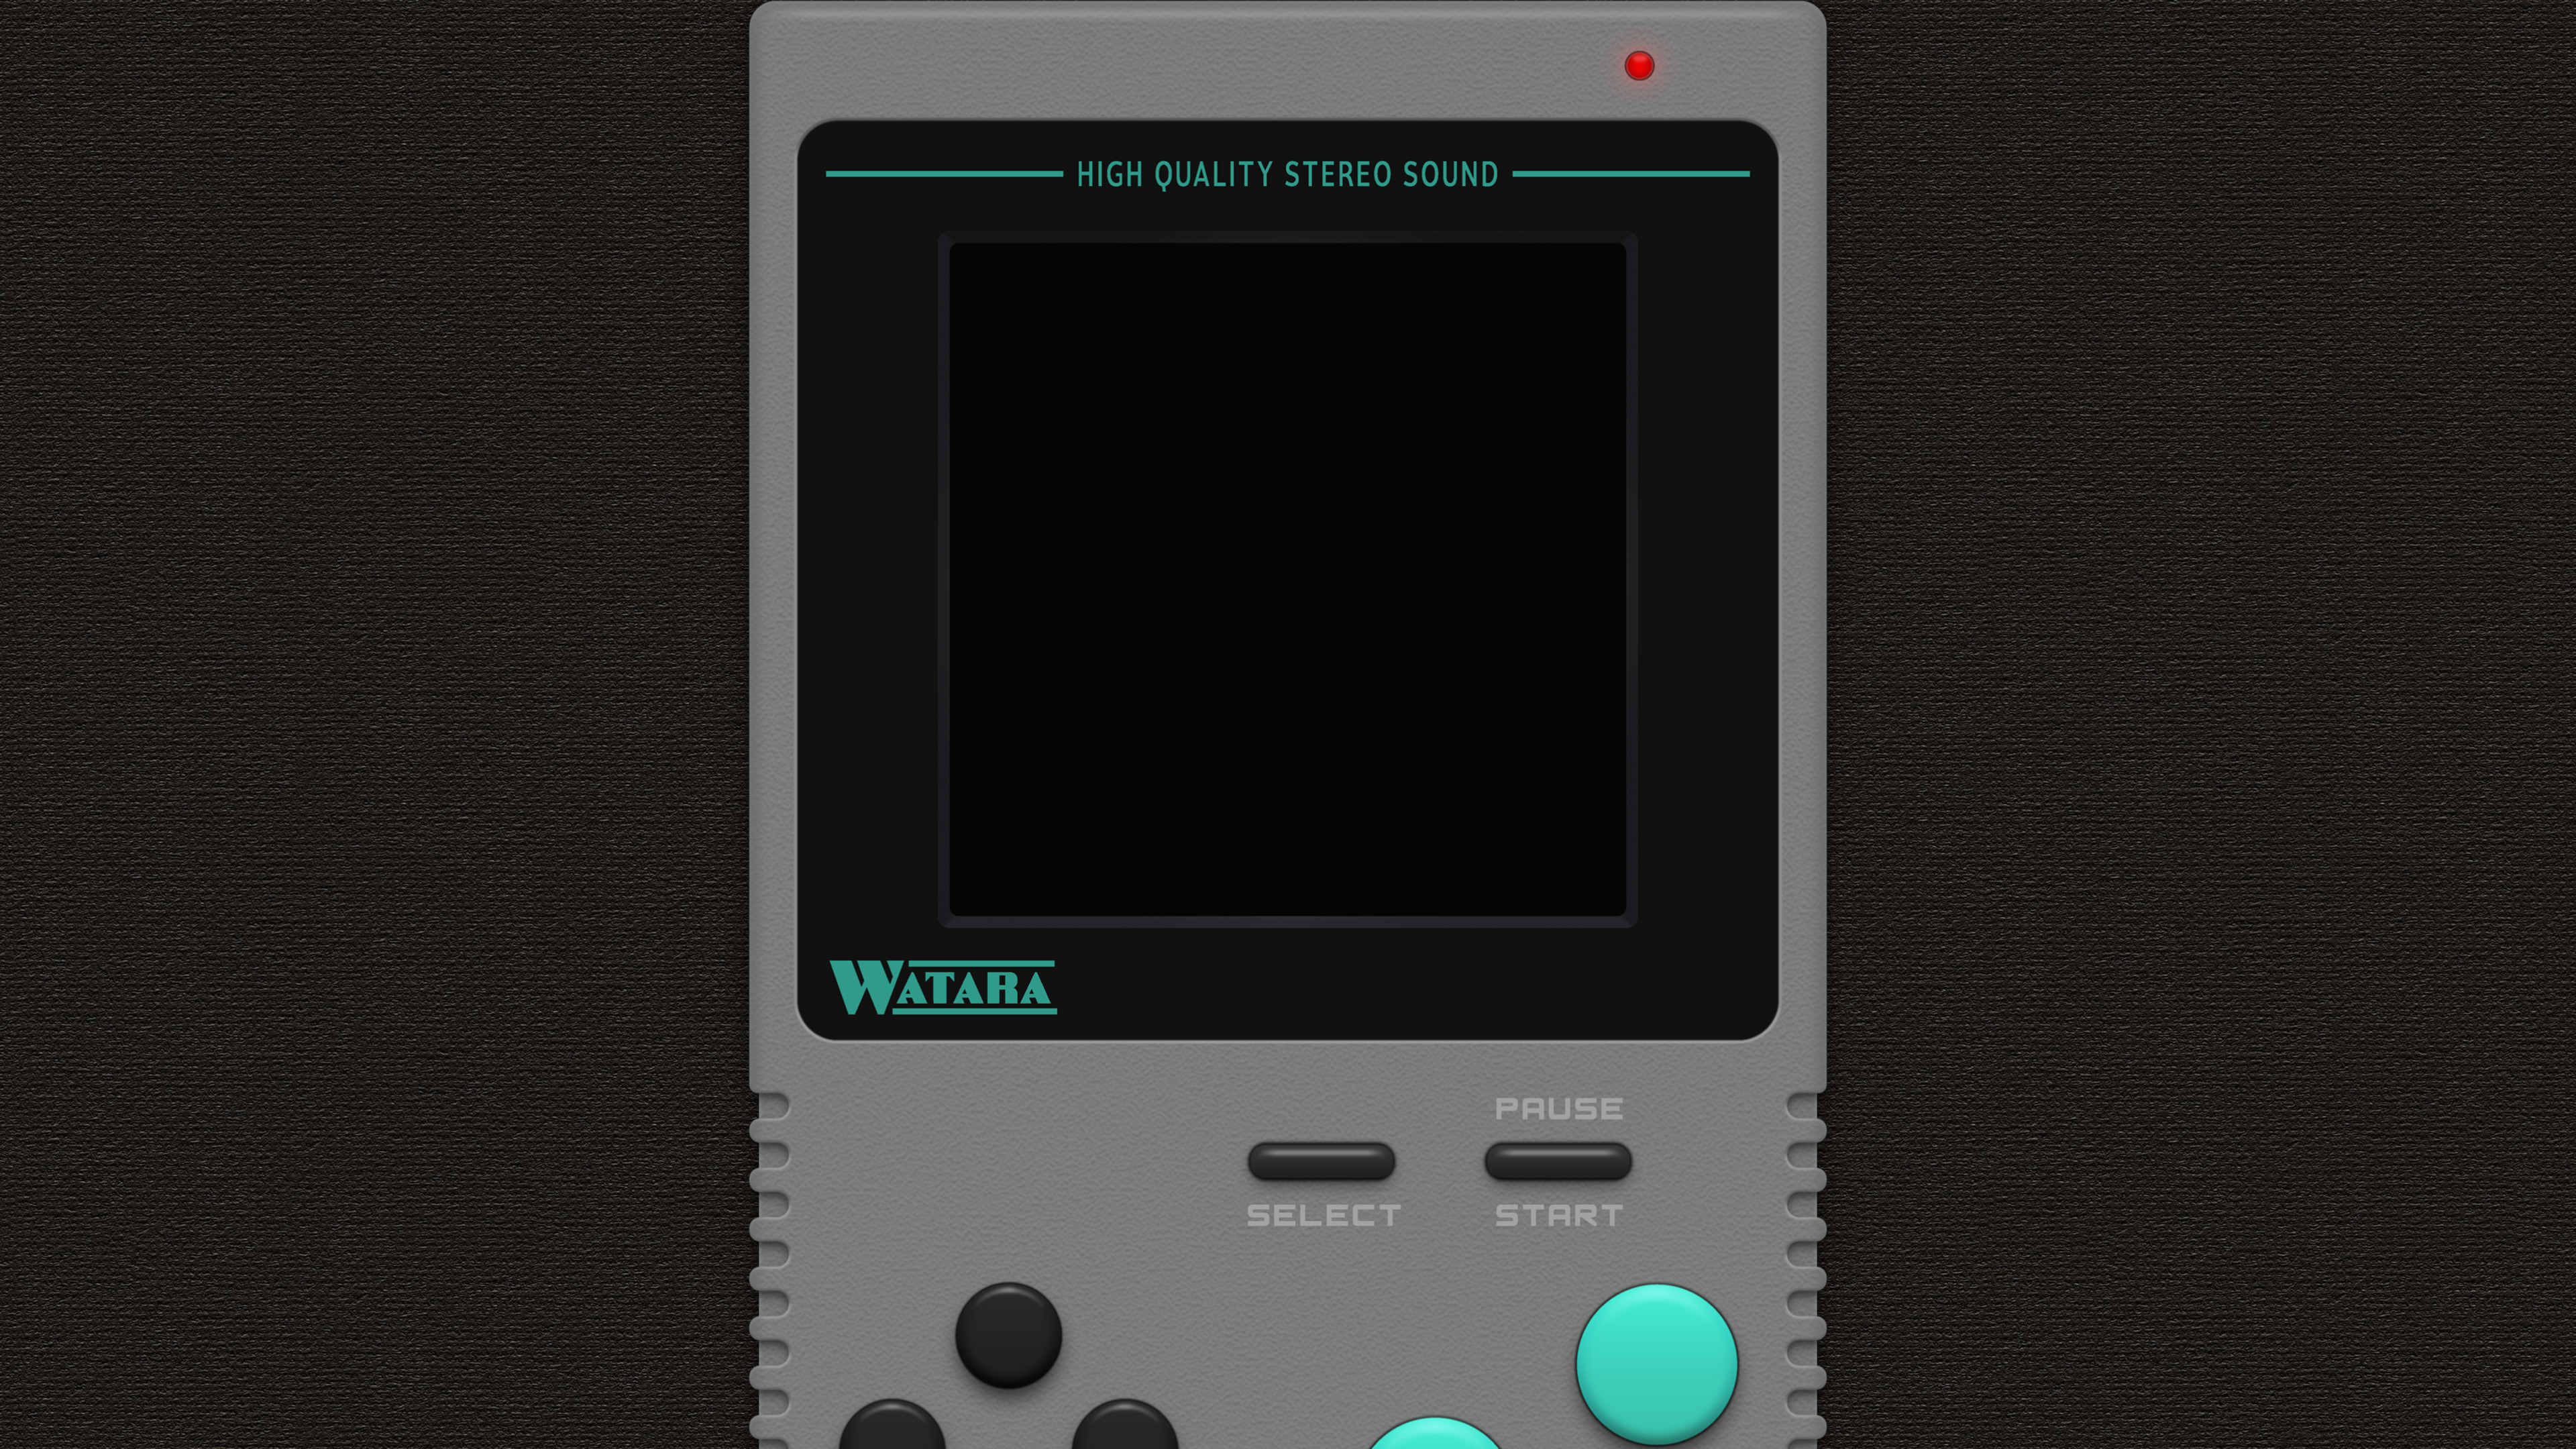 HIGH QUALITY STEREO SOUND
WATARA
PAUSE
SELECT
START